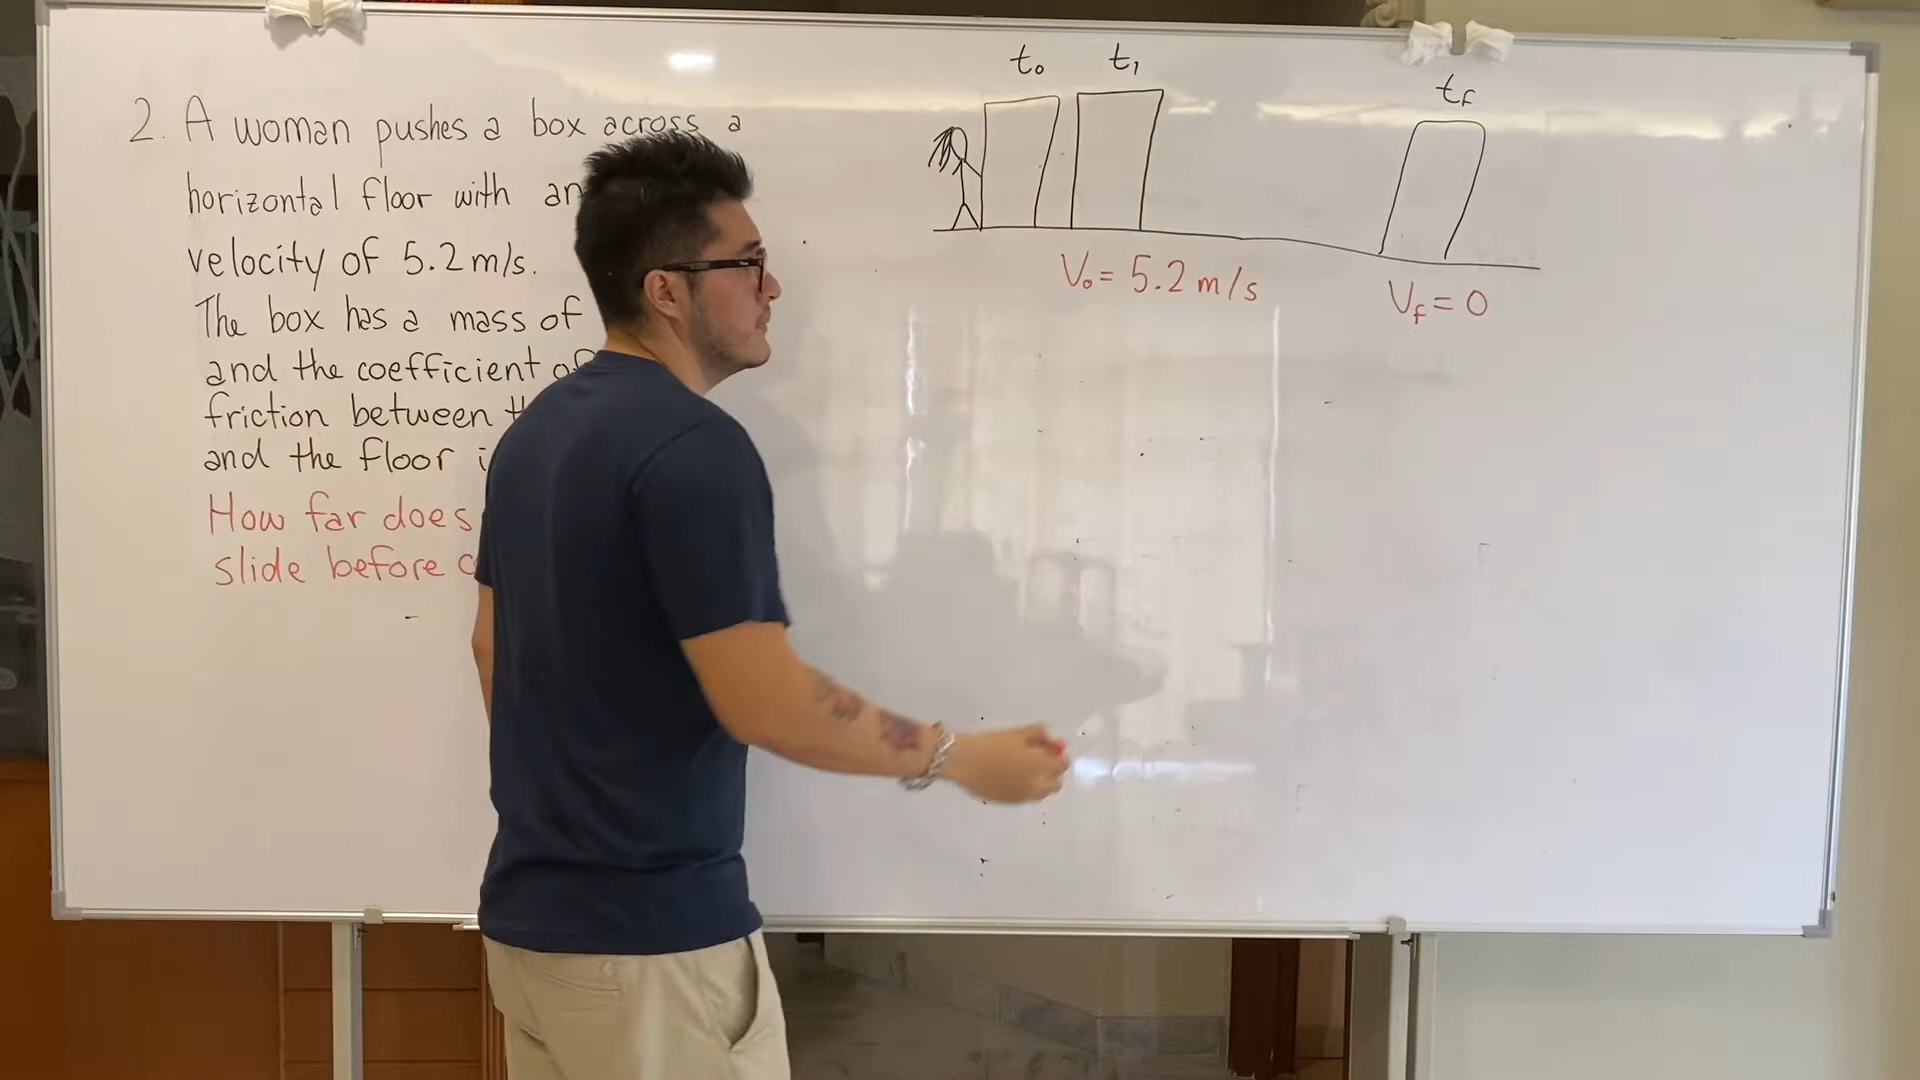 2. A woman pushes a box across a
horizontal floor with an
velocity of 5.2 m/s.
The box has a mass of
and the coefficient of
friction between
and the floor
How far does
slide before
t₀ t₁
t_f
V₀ = 5.2 m/s
V_f = 0